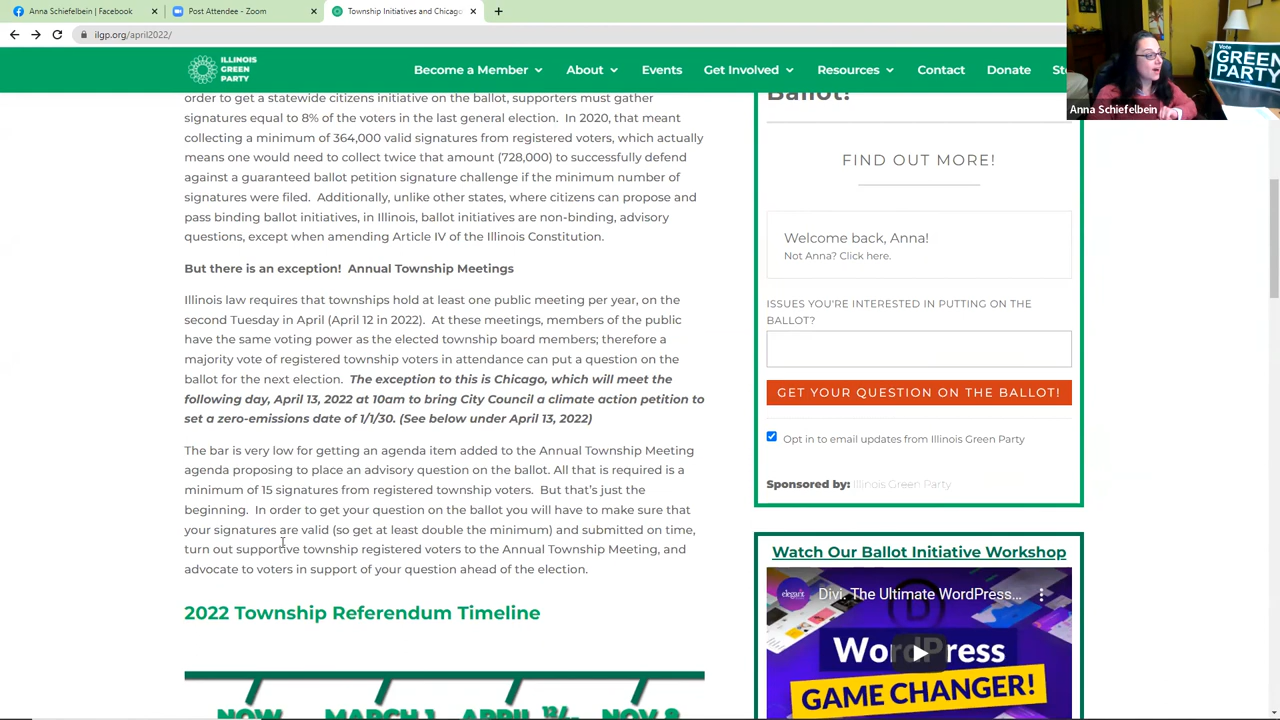 Anna Schiefelbein | Facebook
Post Attendee - Zoom
Township Initiatives and Chicago
ilgp.org/april2022/
ILLINOIS
GREEN
PARTY
Become a Member
About
Events
Get Involved
Resources
Contact
Donate
Vote
GREEN
PARTY
Anna Schiefelbein
order to get a statewide citizens initiative on the ballot, supporters must gather
signatures equal to 8% of the voters in the last general election.  In 2020, that meant
collecting a minimum of 364,000 valid signatures from registered voters, which actually
means one would need to collect twice that amount (728,000) to successfully defend
against a guaranteed ballot petition signature challenge if the minimum number of
signatures were filed.  Additionally, unlike other states, where citizens can propose and
pass binding ballot initiatives, in Illinois, ballot initiatives are non-binding, advisory
questions, except when amending Article IV of the Illinois Constitution.
But there is an exception!  Annual Township Meetings
Illinois law requires that townships hold at least one public meeting per year, on the
second Tuesday in April (April 12 in 2022).  At these meetings, members of the public
have the same voting power as the elected township board members; therefore a
majority vote of registered township voters in attendance can put a question on the
ballot for the next election.  The exception to this is Chicago, which will meet the
following day, April 13, 2022 at 10am to bring City Council a climate action petition to
set a zero-emissions date of 1/1/30. (See below under April 13, 2022)
The bar is very low for getting an agenda item added to the Annual Township Meeting
agenda proposing to place an advisory question on the ballot. All that is required is a
minimum of 15 signatures from registered township voters.  But that's just the
beginning.  In order to get your question on the ballot you will have to make sure that
your signatures are valid (so get at least double the minimum) and submitted on time,
turn out supportive township registered voters to the Annual Township Meeting, and
advocate to voters in support of your question ahead of the election.
2022 Township Referendum Timeline
NOW
MARCH 1
APRIL
NOV 8
Ballot!
FIND OUT MORE!
Welcome back, Anna!
Not Anna? Click here.
ISSUES YOU'RE INTERESTED IN PUTTING ON THE
BALLOT?
GET YOUR QUESTION ON THE BALLOT!
Opt in to email updates from Illinois Green Party
Sponsored by: Illinois Green Party
Watch Our Ballot Initiative Workshop
elegant
Divi. The Ultimate WordPress...
WordPress
GAME CHANGER!